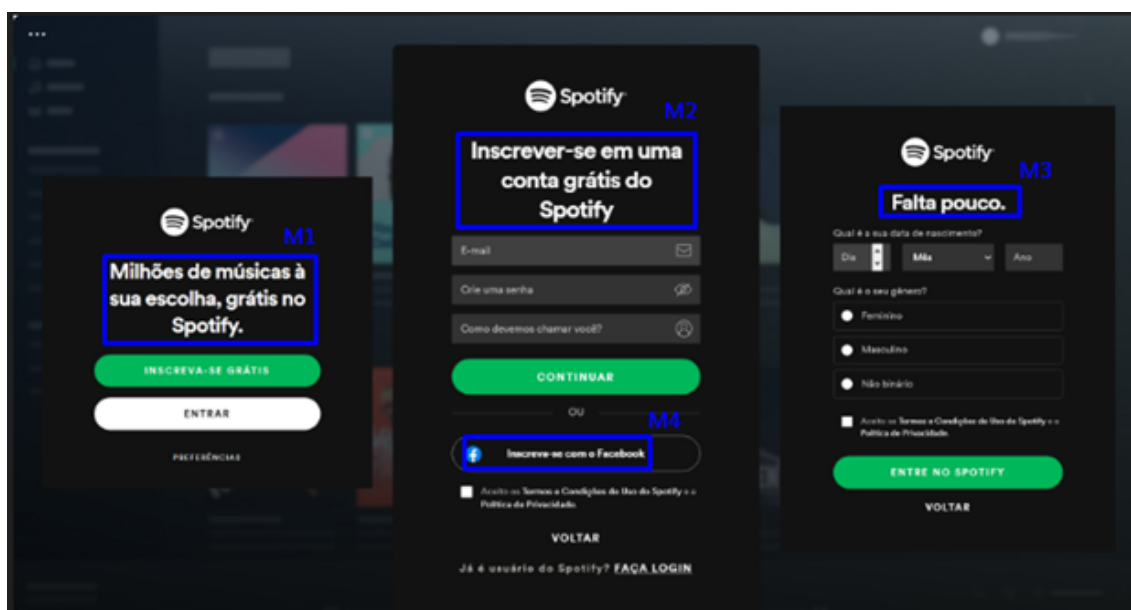 Spotify
M1
Milhões de músicas à
sua escolha, grátis no
Spotify.
INSCREVA-SE GRÁTIS
ENTRAR
PREFERÊNCIAS
Spotify
M2
Inscrever-se em uma
conta grátis do
Spotify
E-mail
Crie uma senha
Como devemos chamar você?
CONTINUAR
OU
M4
Inscreva-se com o Facebook
Aceito os Termos e Condições de Uso do Spotify e a
Política de Privacidade.
VOLTAR
Já é usuário do Spotify? FAÇA LOGIN
Spotify
M3
Falta pouco.
Qual é a sua data de nascimento?
Dia Mês Ano
Qual é o seu gênero?
Feminino
Masculino
Não binário
Aceito os Termos e Condições de Uso do Spotify e a
Política de Privacidade.
ENTRE NO SPOTIFY
VOLTAR